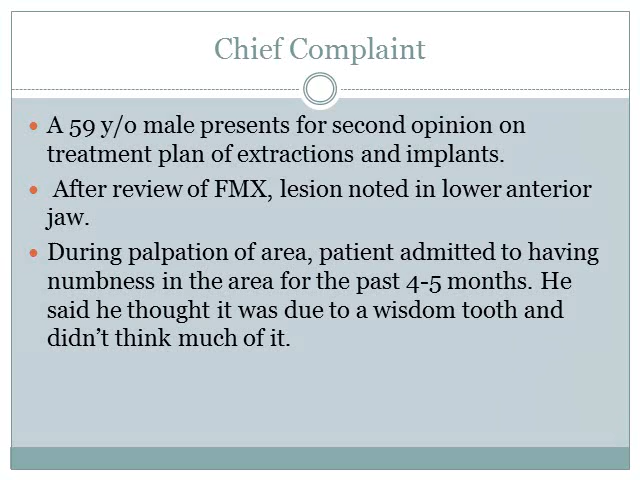 Chief Complaint
• A 59 y/o male presents for second opinion on
treatment plan of extractions and implants.
• After review of FMX, lesion noted in lower anterior
jaw.
• During palpation of area, patient admitted to having
numbness in the area for the past 4-5 months. He
said he thought it was due to a wisdom tooth and
didn’t think much of it.